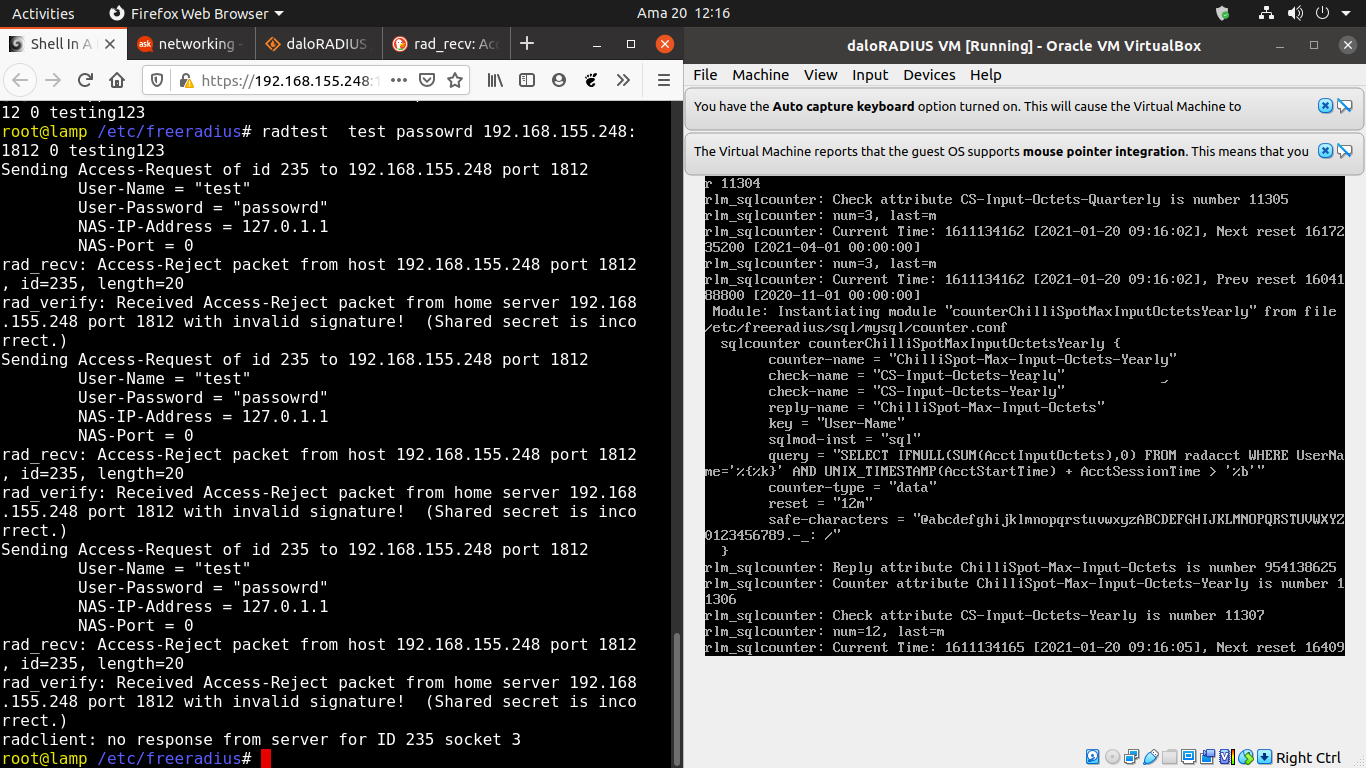 Activities
Firefox Web Browser
Ama 20 12:16
Shell In A
networking
daloRADIUS
rad_recv: Acc
https://192.168.155.248:
12 0 testing123
root@lamp /etc/freeradius# radtest  test passowrd 192.168.155.248:
1812 0 testing123
Sending Access-Request of id 235 to 192.168.155.248 port 1812
User-Name = "test"
User-Password = "passowrd"
NAS-IP-Address = 127.0.1.1
NAS-Port = 0
rad_recv: Access-Reject packet from host 192.168.155.248 port 1812
, id=235, length=20
rad_verify: Received Access-Reject packet from home server 192.168
.155.248 port 1812 with invalid signature!  (Shared secret is inco
rrect.)
Sending Access-Request of id 235 to 192.168.155.248 port 1812
User-Name = "test"
User-Password = "passowrd"
NAS-IP-Address = 127.0.1.1
NAS-Port = 0
rad_recv: Access-Reject packet from host 192.168.155.248 port 1812
, id=235, length=20
rad_verify: Received Access-Reject packet from home server 192.168
.155.248 port 1812 with invalid signature!  (Shared secret is inco
rrect.)
Sending Access-Request of id 235 to 192.168.155.248 port 1812
User-Name = "test"
User-Password = "passowrd"
NAS-IP-Address = 127.0.1.1
NAS-Port = 0
rad_recv: Access-Reject packet from host 192.168.155.248 port 1812
, id=235, length=20
rad_verify: Received Access-Reject packet from home server 192.168
.155.248 port 1812 with invalid signature!  (Shared secret is inco
rrect.)
radclient: no response from server for ID 235 socket 3
root@lamp /etc/freeradius#
daloRADIUS VM [Running] - Oracle VM VirtualBox
File Machine View Input Devices Help
You have the Auto capture keyboard option turned on. This will cause the Virtual Machine to
The Virtual Machine reports that the guest OS supports mouse pointer integration. This means that you
r 11304
rlm_sqlcounter: Check attribute CS-Input-Octets-Quarterly is number 11305
rlm_sqlcounter: num=3, last=m
rlm_sqlcounter: Current Time: 1611134162 [2021-01-20 09:16:02], Next reset 16172
35200 [2021-04-01 00:00:00]
rlm_sqlcounter: num=3, last=m
rlm_sqlcounter: Current Time: 1611134162 [2021-01-20 09:16:02], Prev reset 16041
88800 [2020-11-01 00:00:00]
Module: Instantiating module "counterChilliSpotMaxInputOctetsYearly" from file
/etc/freeradius/sql/mysql/counter.conf
sqlcounter counterChilliSpotMaxInputOctetsYearly {
counter-name = "ChilliSpot-Max-Input-Octets-Yearly"
check-name = "CS-Input-Octets-Yearly"
check-name = "CS-Input-Octets-Yearly"
reply-name = "ChilliSpot-Max-Input-Octets"
key = "User-Name"
sqlmod-inst = "sql"
query = "SELECT IFNULL(SUM(AcctInputOctets),0) FROM radacct WHERE UserNa
me='%{%k}' AND UNIX_TIMESTAMP(AcctStartTime) + AcctSessionTime > '%b'"
counter-type = "data"
reset = "12m"
safe-characters = "@abcdefghijklmnopqrstuvwxyzABCDEFGHIJKLMNOPQRSTUVWXYZ
0123456789.-_: /"
}
rlm_sqlcounter: Reply attribute ChilliSpot-Max-Input-Octets is number 954138625
rlm_sqlcounter: Counter attribute ChilliSpot-Max-Input-Octets-Yearly is number 1
1306
rlm_sqlcounter: Check attribute CS-Input-Octets-Yearly is number 11307
rlm_sqlcounter: num=12, last=m
rlm_sqlcounter: Current Time: 1611134165 [2021-01-20 09:16:05], Next reset 16409
Right Ctrl